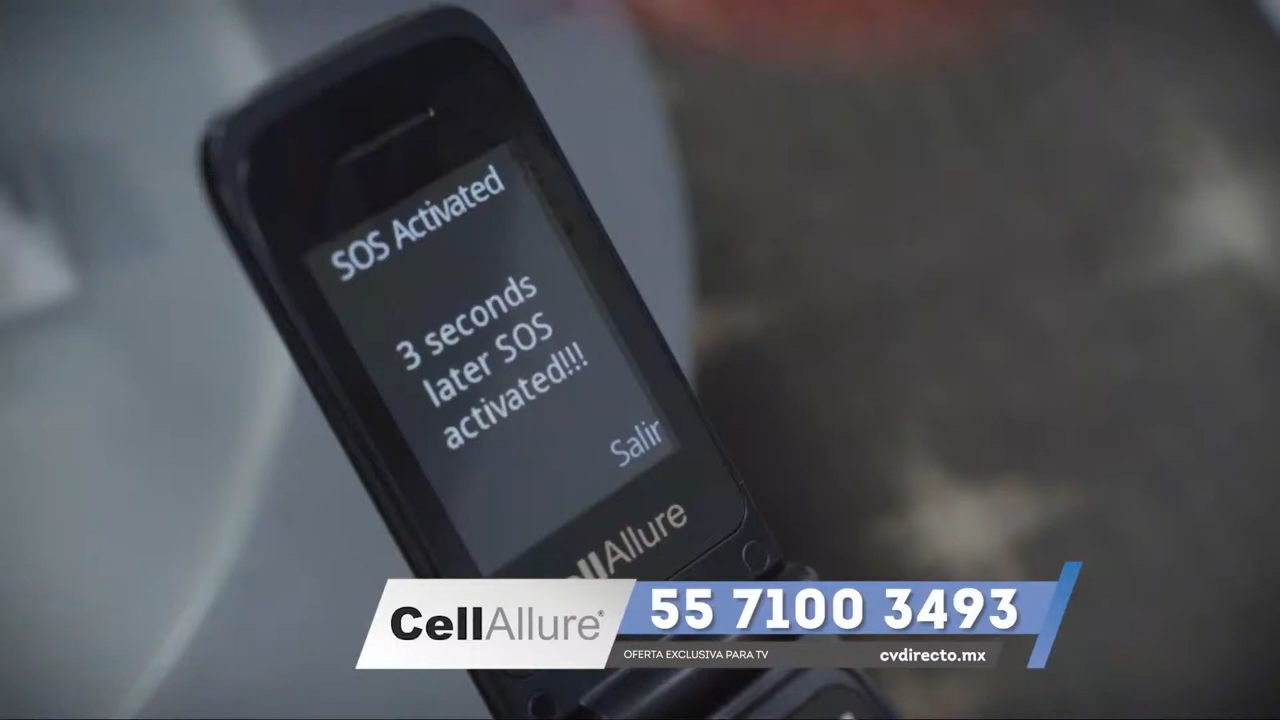 SOS Activated
3 seconds
later SOS
activated!!!
Salir
CellAllure
CellAllure®
55 7100 3493
OFERTA EXCLUSIVA PARA TV
cvdirecto.mx